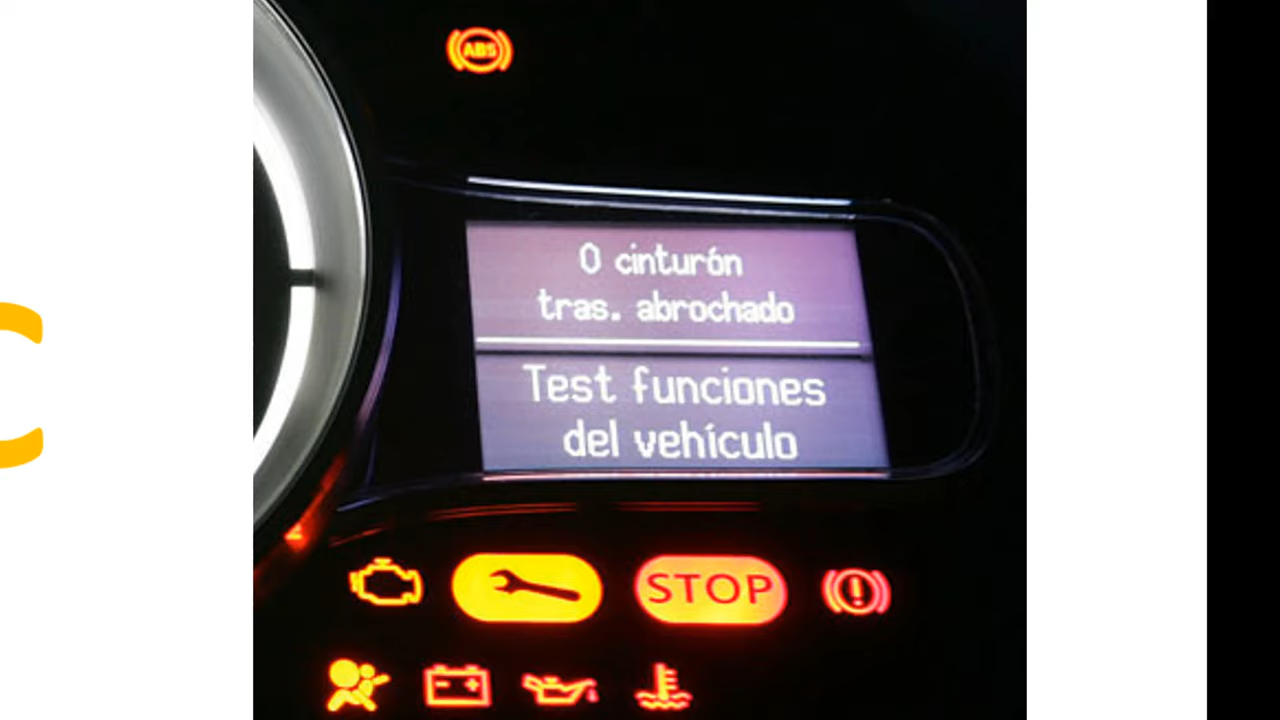 ABS
0 cinturón
tras. abrochado
Test funciones
del vehículo
STOP